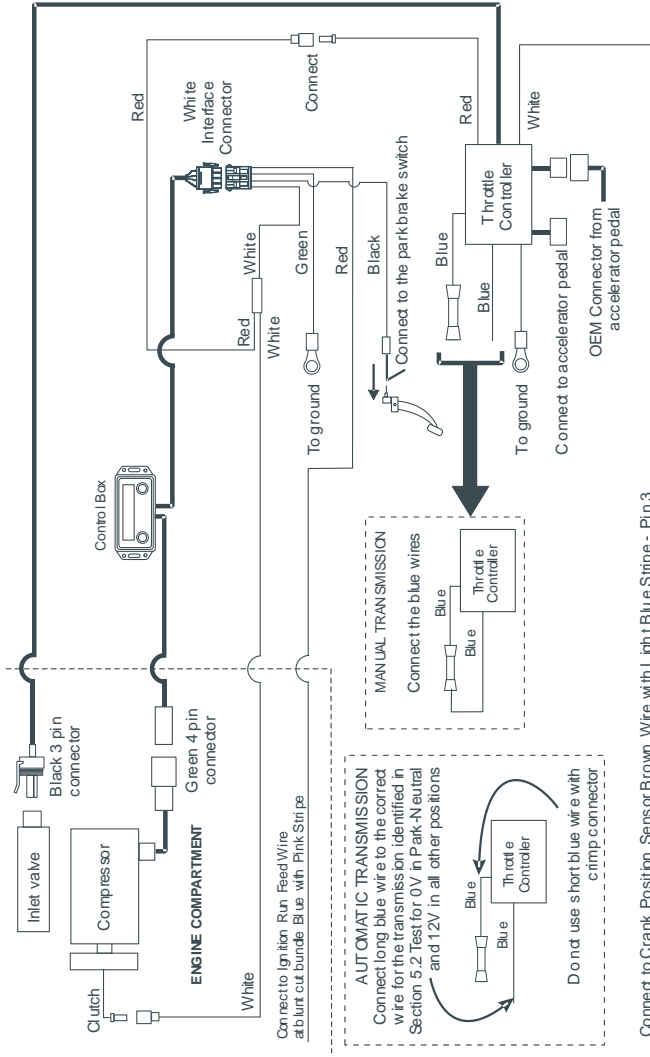 Inlet valve
Black 3 pin
connector
Compressor
Green 4 pin
connector
Clutch
ENGINE COMPARTMENT
White
Connect to Ignition Run Feed Wire
at blunt cut bundle Blue with Pink Stripe
Control Box
Red
White
Interface
Connector
Connect
Red
White
White
Green
Red
Black
To ground
Connect to the park brake switch
Red
White
Throttle
Controller
Blue
Blue
To ground
Connect to accelerator pedal
OEM Connector from
accelerator pedal
MANUAL TRANSMISSION
Connect the blue wires
Blue
Blue
Throttle
Controller
AUTOMATIC TRANSMISSION
Connect long blue wire to the correct
wire for the transmission identified in
Section 5.2 Test for 0V in Park-Neutral
and 12V in all other positions
Blue
Blue
Throttle
Controller
Do not use short blue wire with
crimp connector
Connect to Crank Position Sensor Brown Wire with Light Blue Stripe - Pin 3